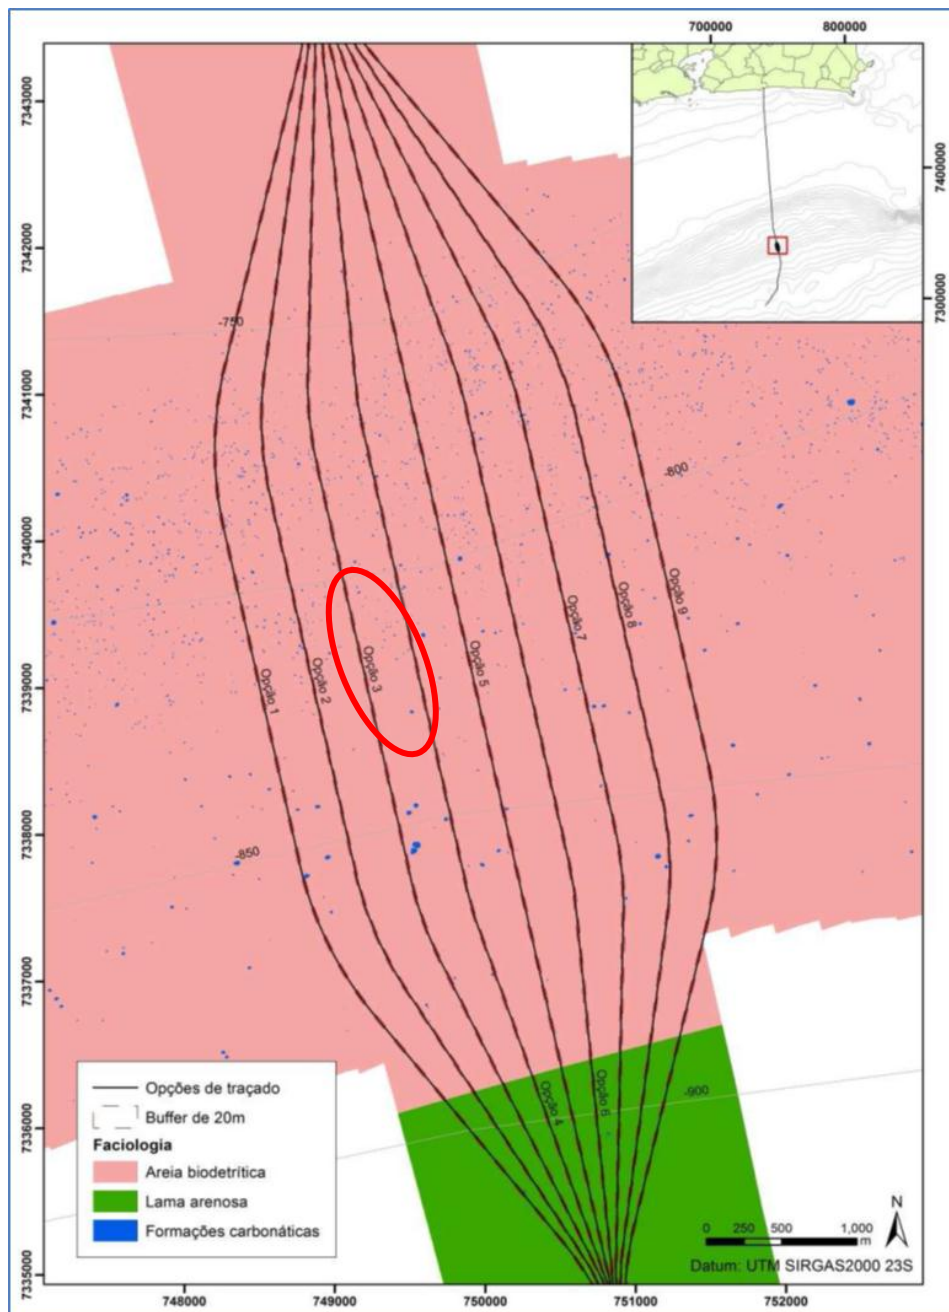 700000
800000
7400000
7300000
7343000
7342000
7341000
7340000
7339000
7338000
7337000
7336000
7335000
-750
-800
-850
-900
Opção 1
Opção 2
Opção 3
Opção 5
Opção 7
Opção 8
Opção 9
Opção 4
Opção 6
Opções de traçado
Buffer de 20m
Faciologia
Areia biodetrítica
Lama arenosa
Formações carbonáticas
N
0 250 500 1,000
m
Datum: UTM SIRGAS2000 23S
748000
749000
750000
751000
752000